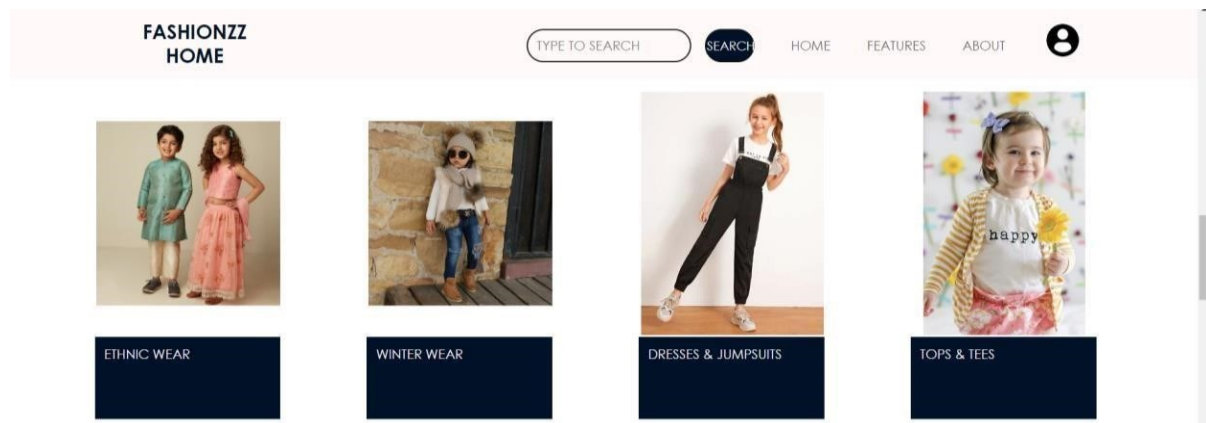 FASHIONZZ
HOME
TYPE TO SEARCH
SEARCH
HOME
FEATURES
ABOUT
happy
ETHNIC WEAR
WINTER WEAR
DRESSES & JUMPSUITS
TOPS & TEES